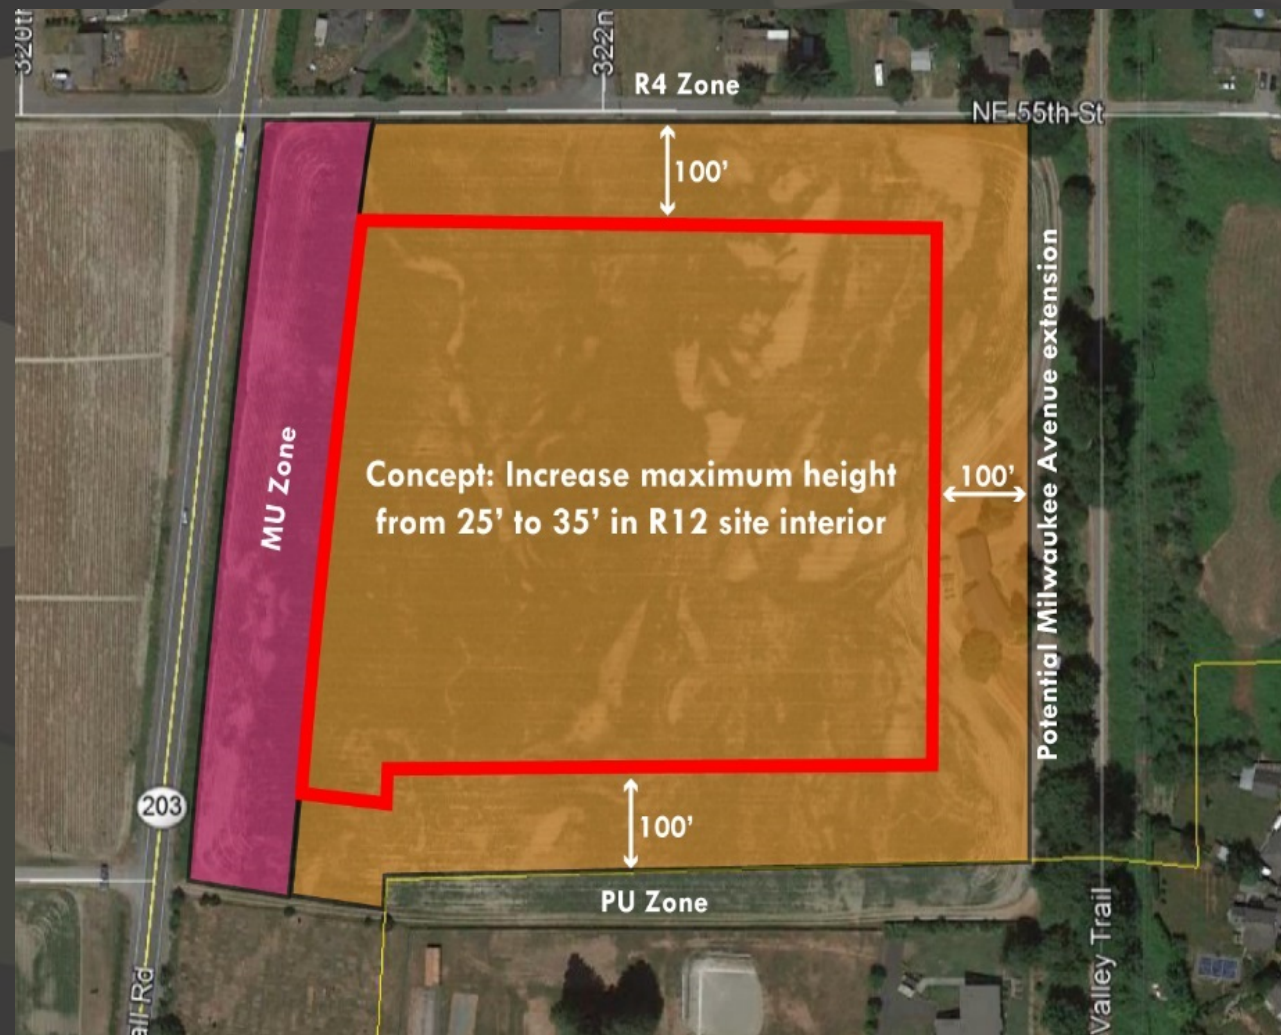 322n
R4 Zone
NE 55th St
100’
MU Zone
Concept: Increase maximum height
from 25’ to 35’ in R12 site interior
100’
Potential Milwaukee Avenue extension
203
100’
PU Zone
Valley Trail
Rd